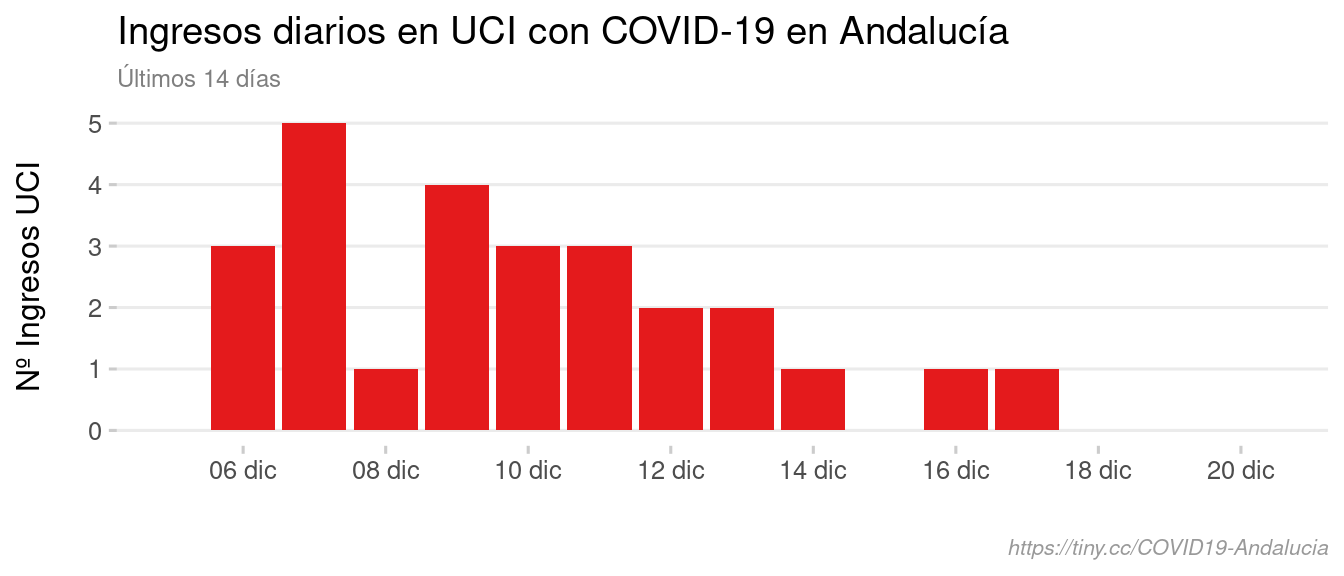 Ingresos diarios en UCI con COVID-19 en Andalucía
Últimos 14 días
Nº Ingresos UCI
5
4
3
2
1
0
06 dic 08 dic 10 dic 12 dic 14 dic 16 dic 18 dic 20 dic
https://tiny.cc/COVID19-Andalucia